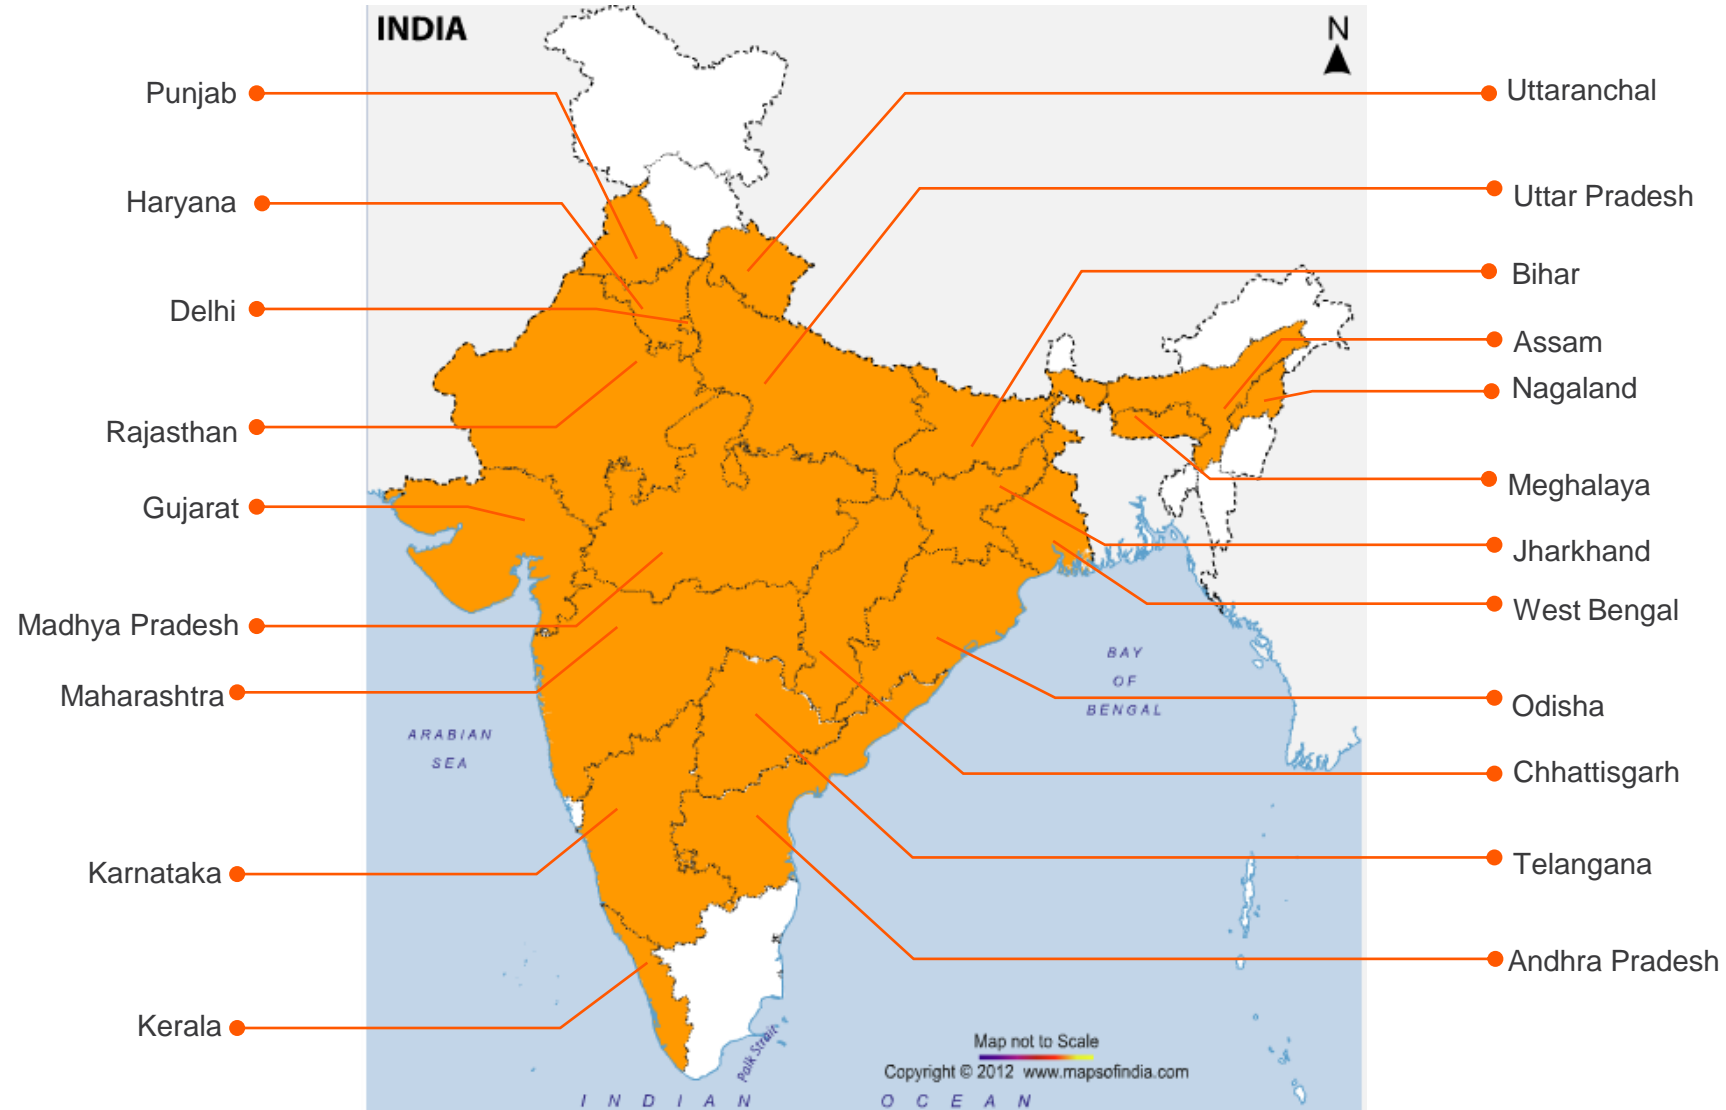 INDIA
N
Punjab
Haryana
Delhi
Rajasthan
Gujarat
Madhya Pradesh
Maharashtra
Karnataka
Kerala
Uttaranchal
Uttar Pradesh
Bihar
Assam
Nagaland
Meghalaya
Jharkhand
West Bengal
Odisha
Chhattisgarh
Telangana
Andhra Pradesh
ARABIAN
SEA
BAY
OF
BENGAL
Palk Strait
Map not to Scale
Copyright © 2012 www.mapsofindia.com
INDIAN OCEAN